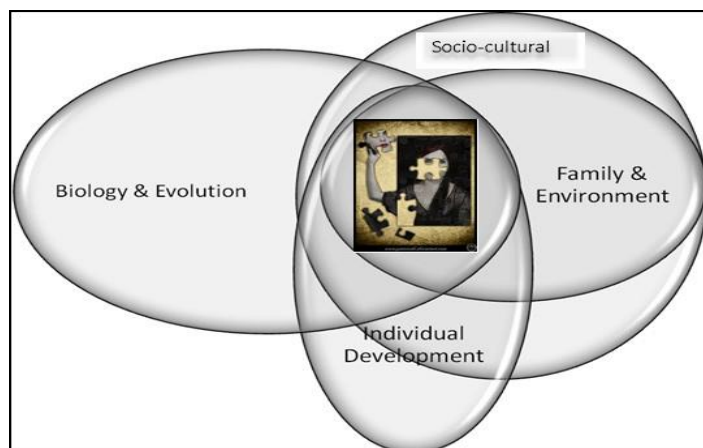 Socio-cultural
Biology & Evolution
Family &
Environment
Individual
Development